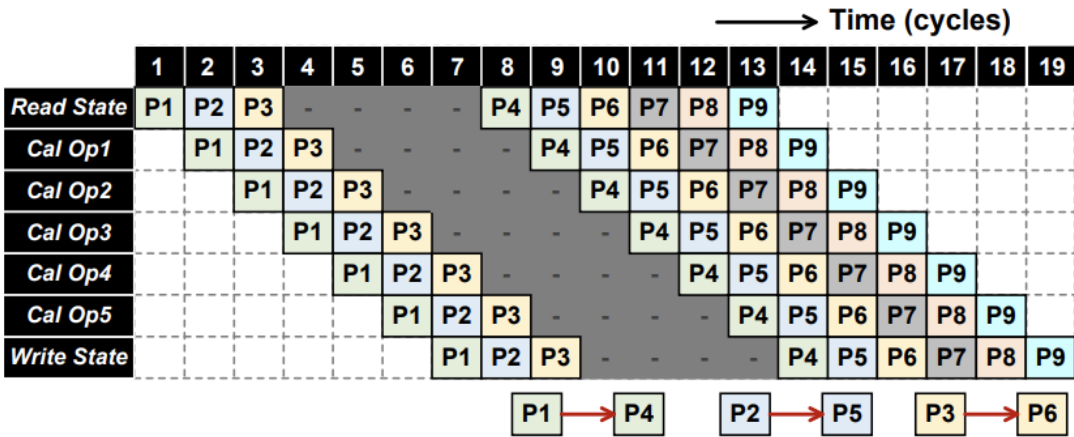 Time (cycles)
1 2 3 4 5 6 7 8 9 10 11 12 13 14 15 16 17 18 19
Read State P1 P2 P3 - - - - P4 P5 P6 P7 P8 P9
Cal Op1 P1 P2 P3 - - - - P4 P5 P6 P7 P8 P9
Cal Op2 P1 P2 P3 - - - - P4 P5 P6 P7 P8 P9
Cal Op3 P1 P2 P3 - - - - P4 P5 P6 P7 P8 P9
Cal Op4 P1 P2 P3 - - - - P4 P5 P6 P7 P8 P9
Cal Op5 P1 P2 P3 - - - - P4 P5 P6 P7 P8 P9
Write State P1 P2 P3 - - - - P4 P5 P6 P7 P8 P9
P1 P4 P2 P5 P3 P6